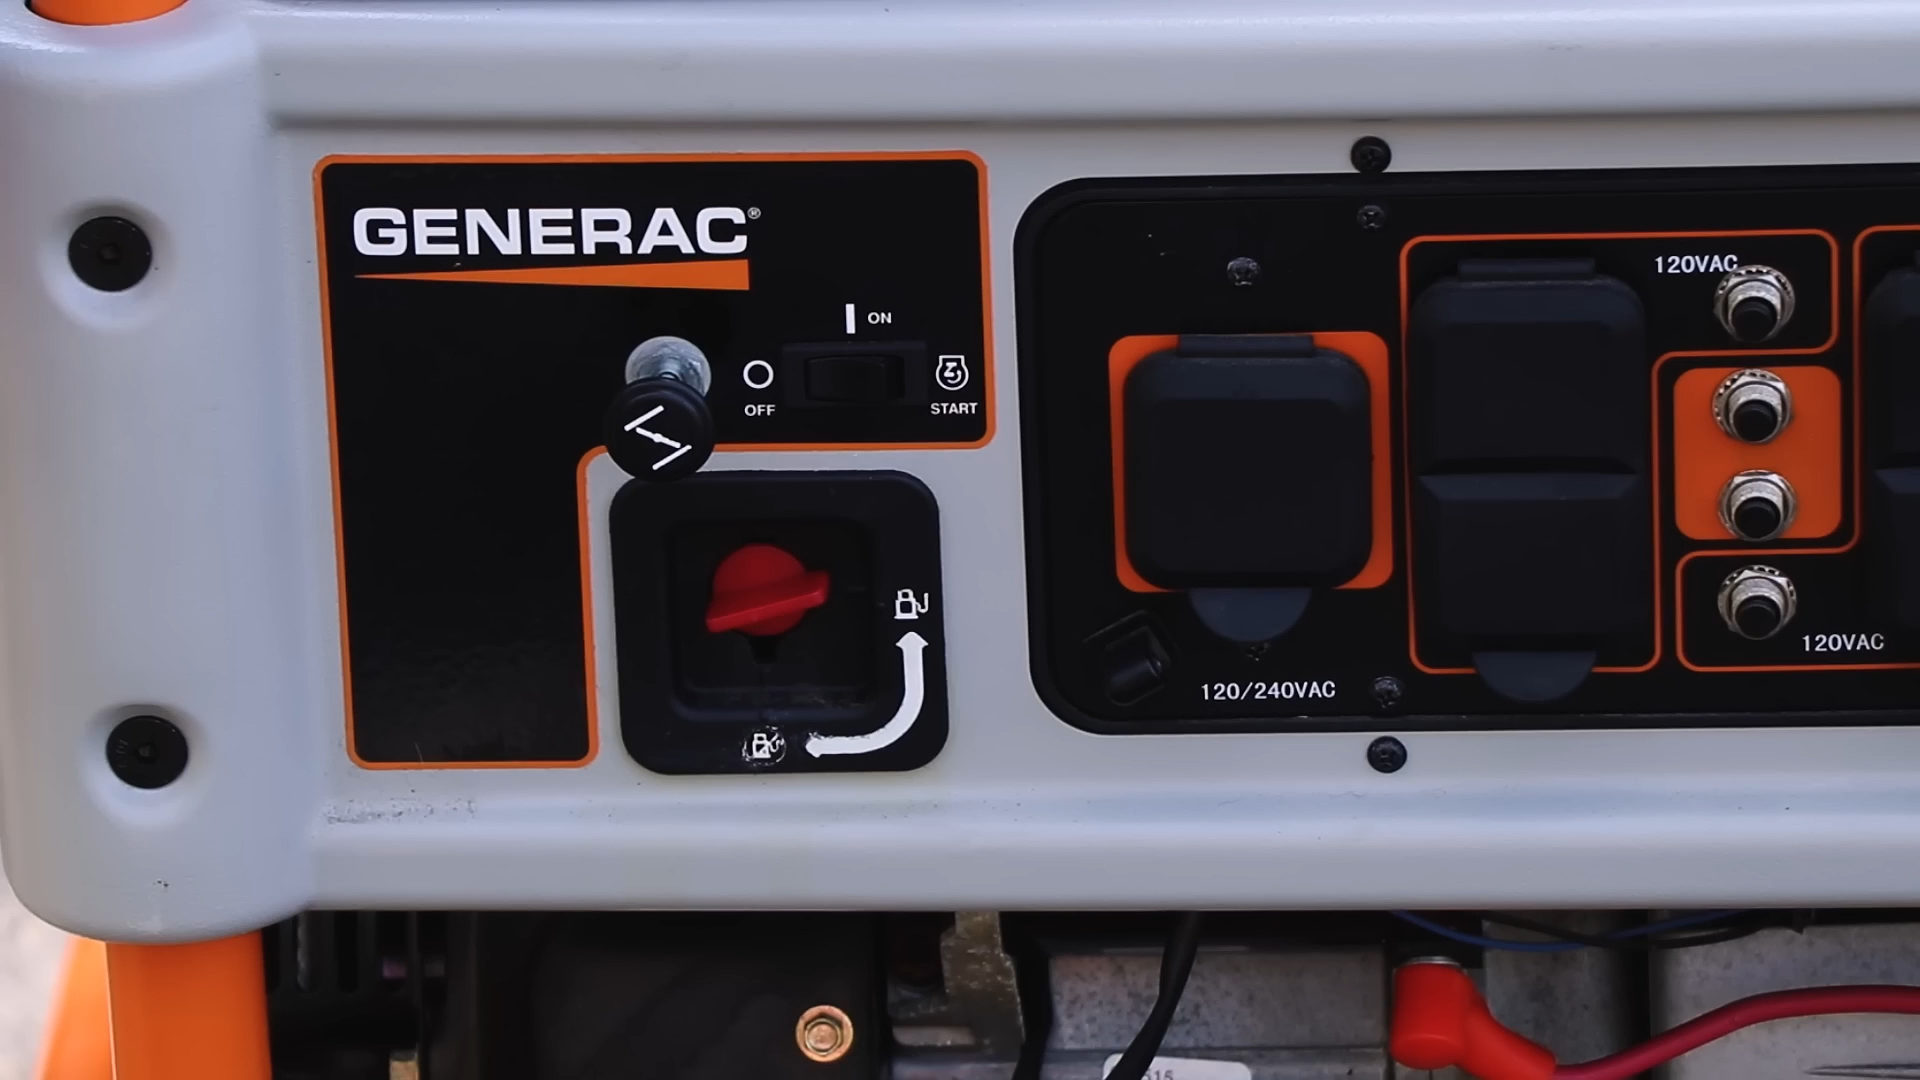 GENERAC®
ON
OFF
START
120VAC
120/240VAC
120VAC